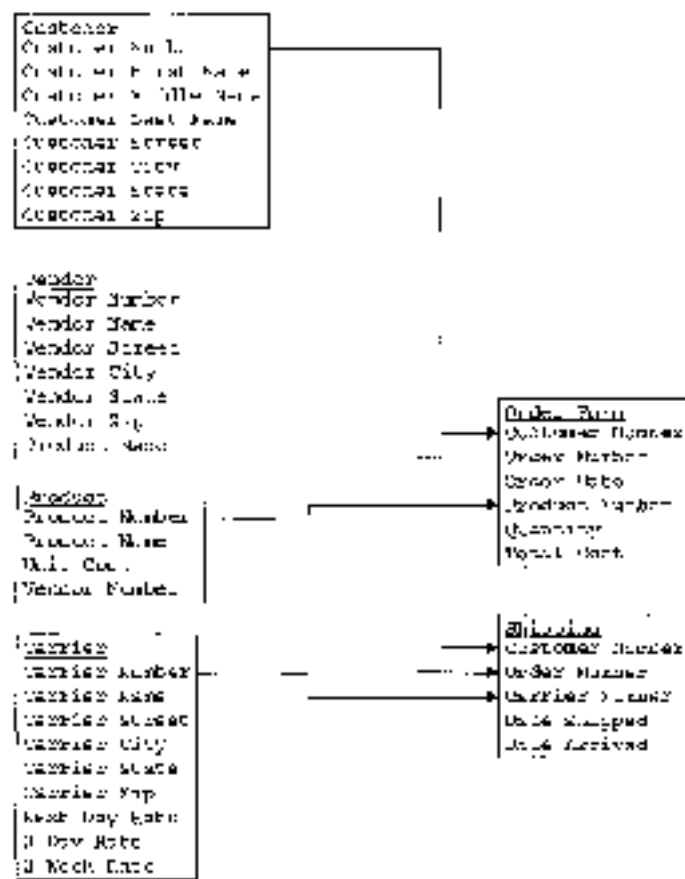 Customer
Customer Numb.
Customer First Name
Customer Middle Name
Customer Last Name
Customer Street
Customer City
Customer State
Customer Zip
Vendor
Vendor Number
Vendor Name
Vendor Street
Vendor City
Vendor State
Vendor Zip
Product Name
Product
Product Number
Product Name
Unit Cost
Vendor Number
Carrier
Carrier Number
Carrier Name
Carrier Street
Carrier City
Carrier State
Carrier Zip
Next Day Rate
Day Rate
Week Rate
Order Form
Customer Number
Order Number
Order Date
Product Number
Quantity
Total Cost
Shipping
Customer Number
Order Number
Carrier Number
Date Shipped
Date Arrived